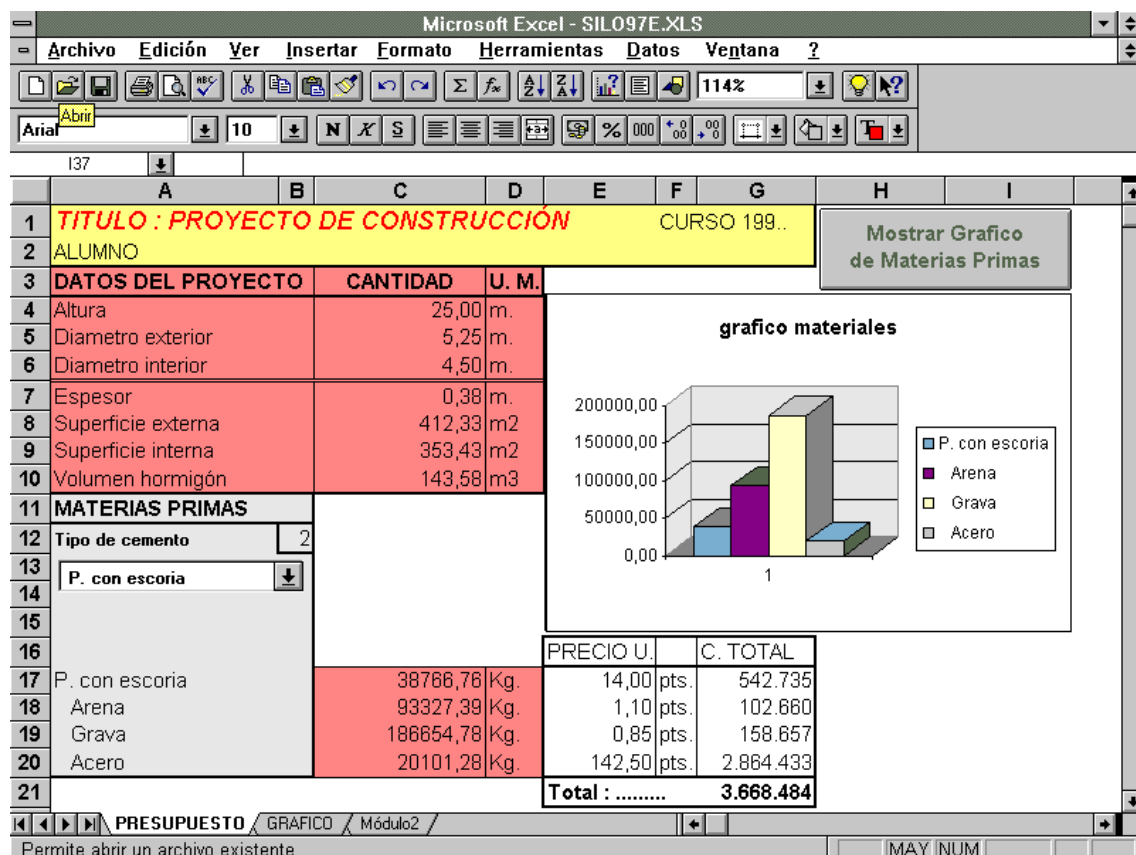 Microsoft Excel - SILO97E.XLS
Archivo Edición Ver Insertar Formato Herramientas Datos Ventana ?
ABC Σ fx A Z Z A 114% ?
Abrir
Arial 10 N K S % 000
I37
A B C D E F G H I
1 TITULO : PROYECTO DE CONSTRUCCIÓN CURSO 199..
Mostrar Grafico
de Materias Primas
2 ALUMNO
3 DATOS DEL PROYECTO CANTIDAD U. M.
4 Altura 25,00 m.
5 Diametro exterior 5,25 m.
6 Diametro interior 4,50 m.
7 Espesor 0,38 m.
8 Superficie externa 412,33 m2
9 Superficie interna 353,43 m2
10 Volumen hormigón 143,58 m3
grafico materiales
200000,00
150000,00
100000,00
50000,00
0,00
1
P. con escoria
Arena
Grava
Acero
11 MATERIAS PRIMAS
12 Tipo de cemento 2
13 P. con escoria
14
15
16 PRECIO U. C. TOTAL
17 P. con escoria 38766,76 Kg. 14,00 pts. 542.735
18 Arena 93327,39 Kg. 1,10 pts. 102.660
19 Grava 186654,78 Kg. 0,85 pts. 158.657
20 Acero 20101,28 Kg. 142,50 pts. 2.864.433
21 Total : ......... 3.668.484
PRESUPUESTO GRAFICO Módulo2
Permite abrir un archivo existente MAY NUM